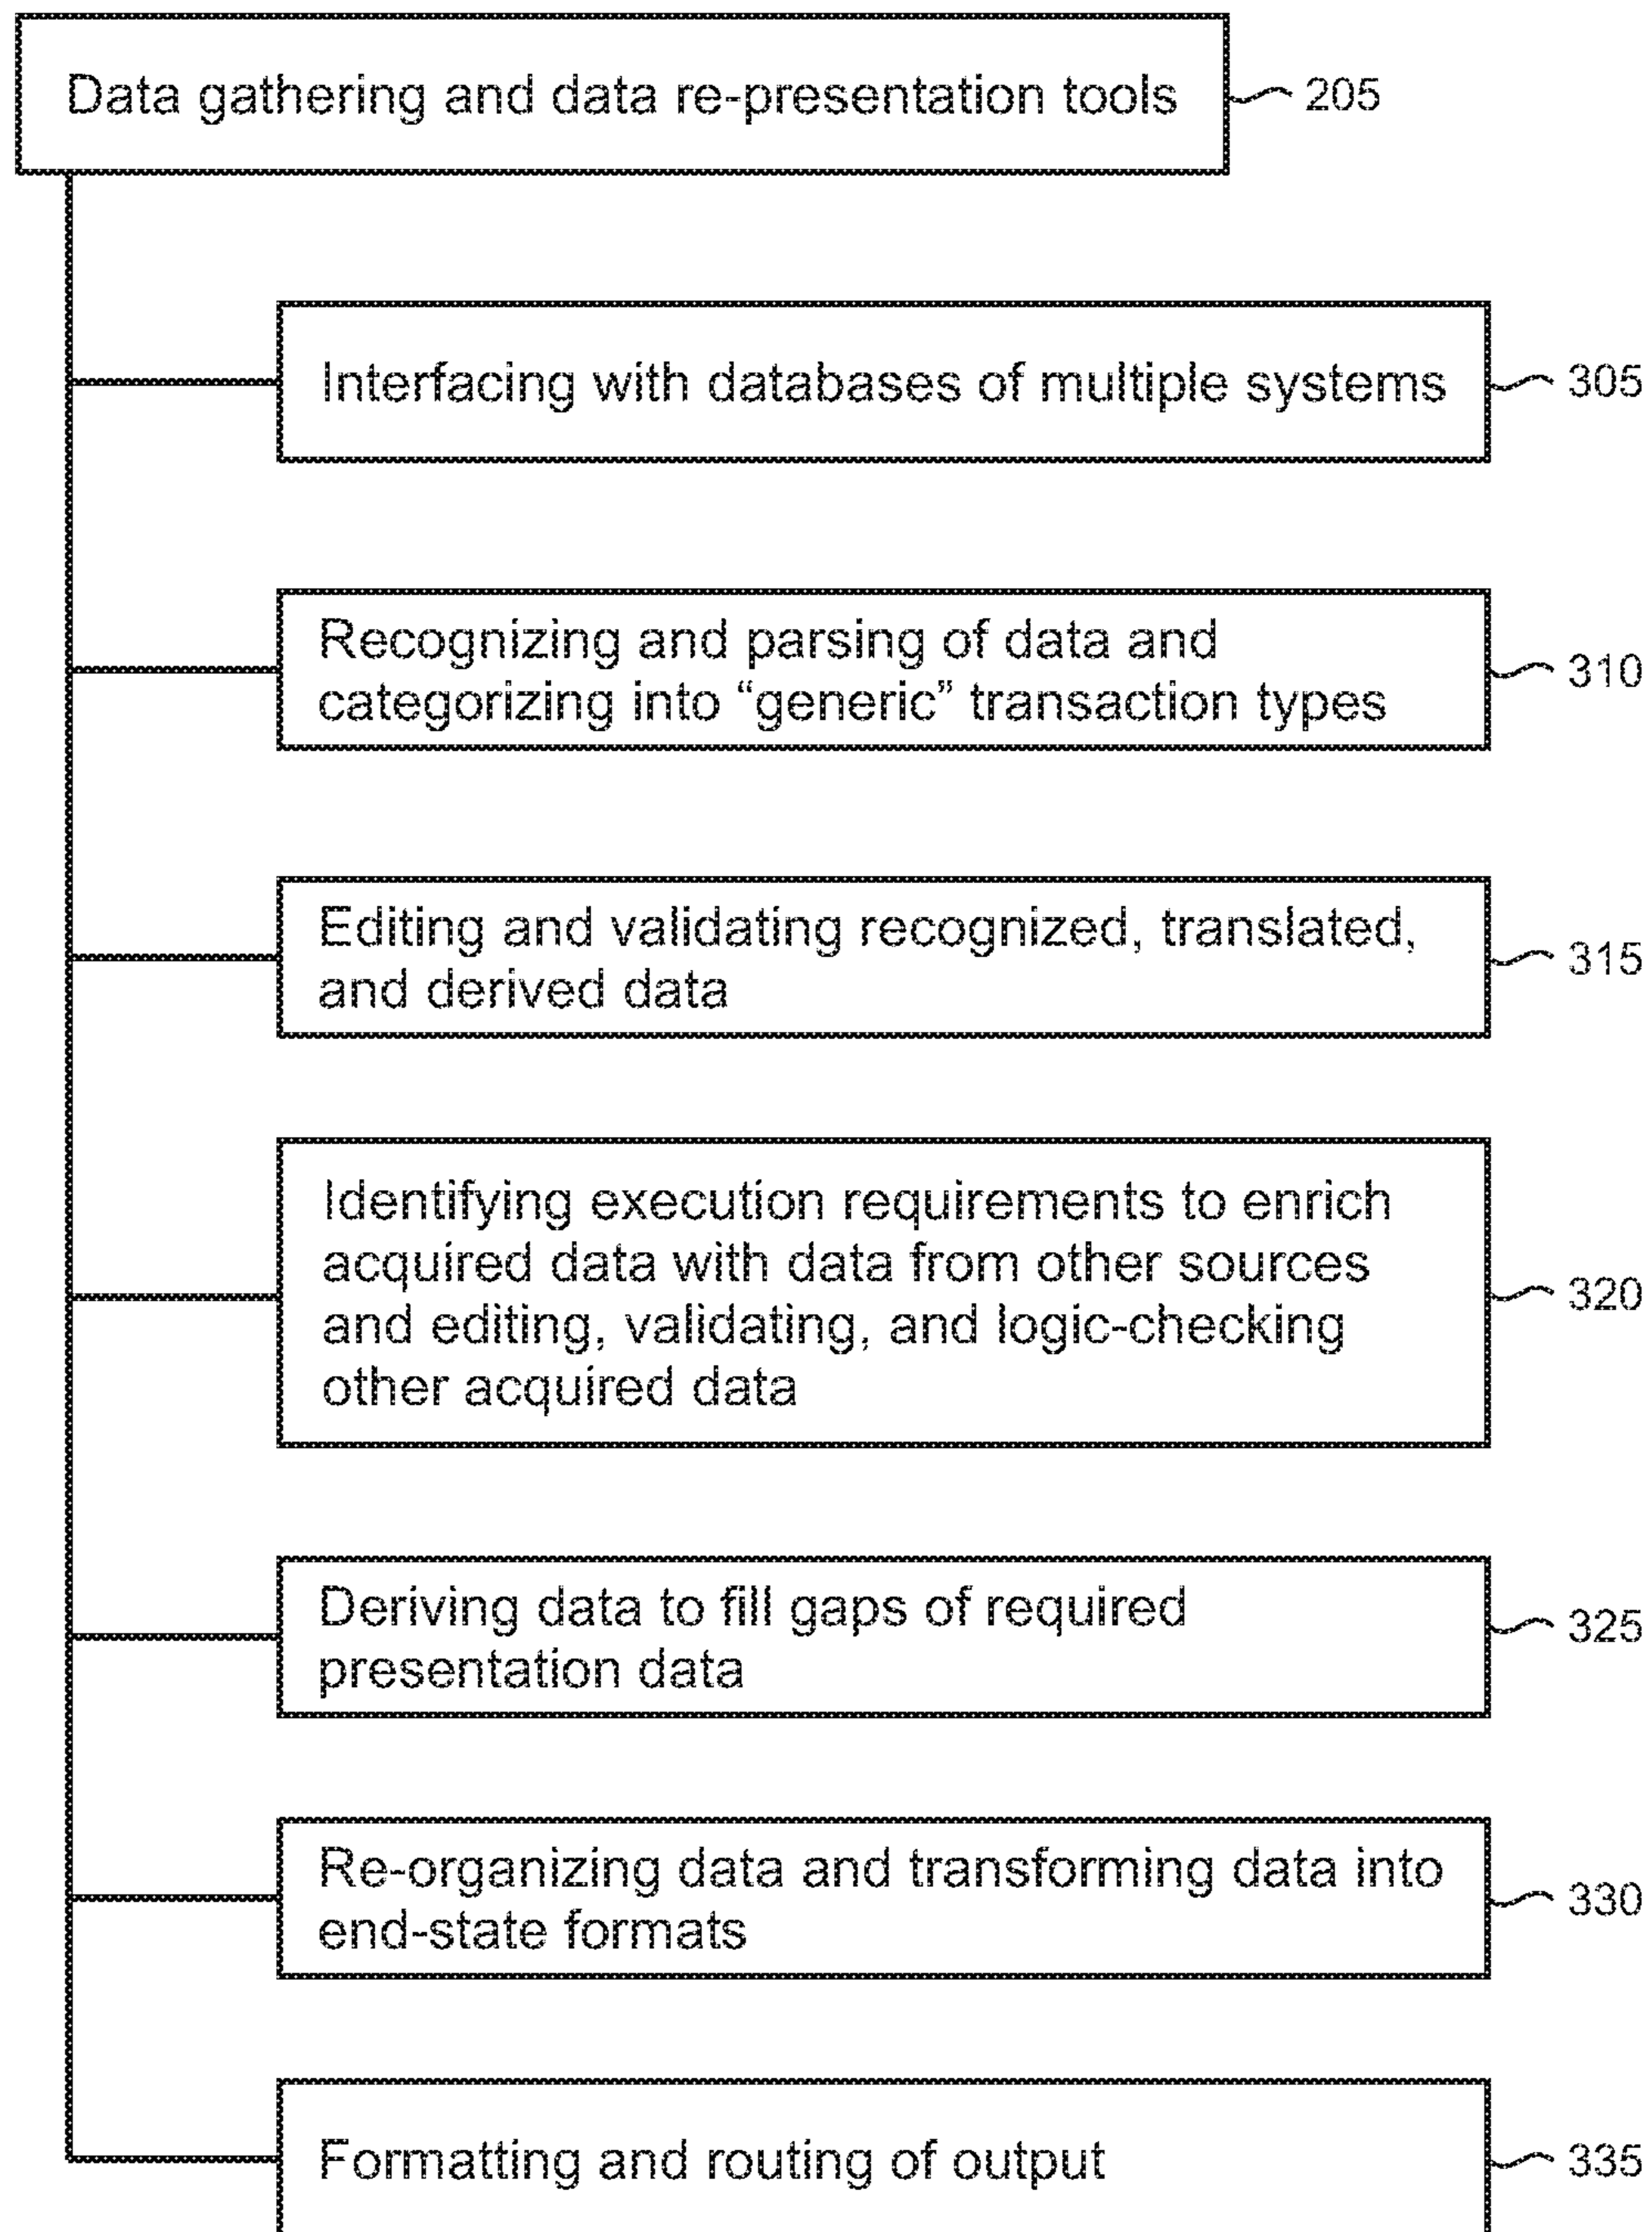 Data gathering and data re-presentation tools
205
Interfacing with databases of multiple systems
305
Recognizing and parsing of data and
categorizing into “generic” transaction types
310
Editing and validating recognized, translated,
and derived data
315
Identifying execution requirements to enrich
acquired data with data from other sources
and editing, validating, and logic-checking
other acquired data
320
Deriving data to fill gaps of required
presentation data
325
Re-organizing data and transforming data into
end-state formats
330
Formatting and routing of output
335